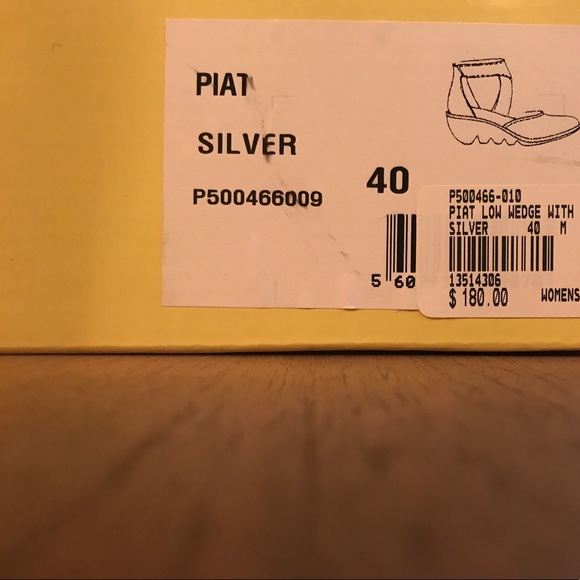 PIAT
SILVER
P500466009
40
5 60
P500466-010
PIAT LOW WEDGE WITH
SILVER 40 M
13514306
$ 180.00 WOMENS